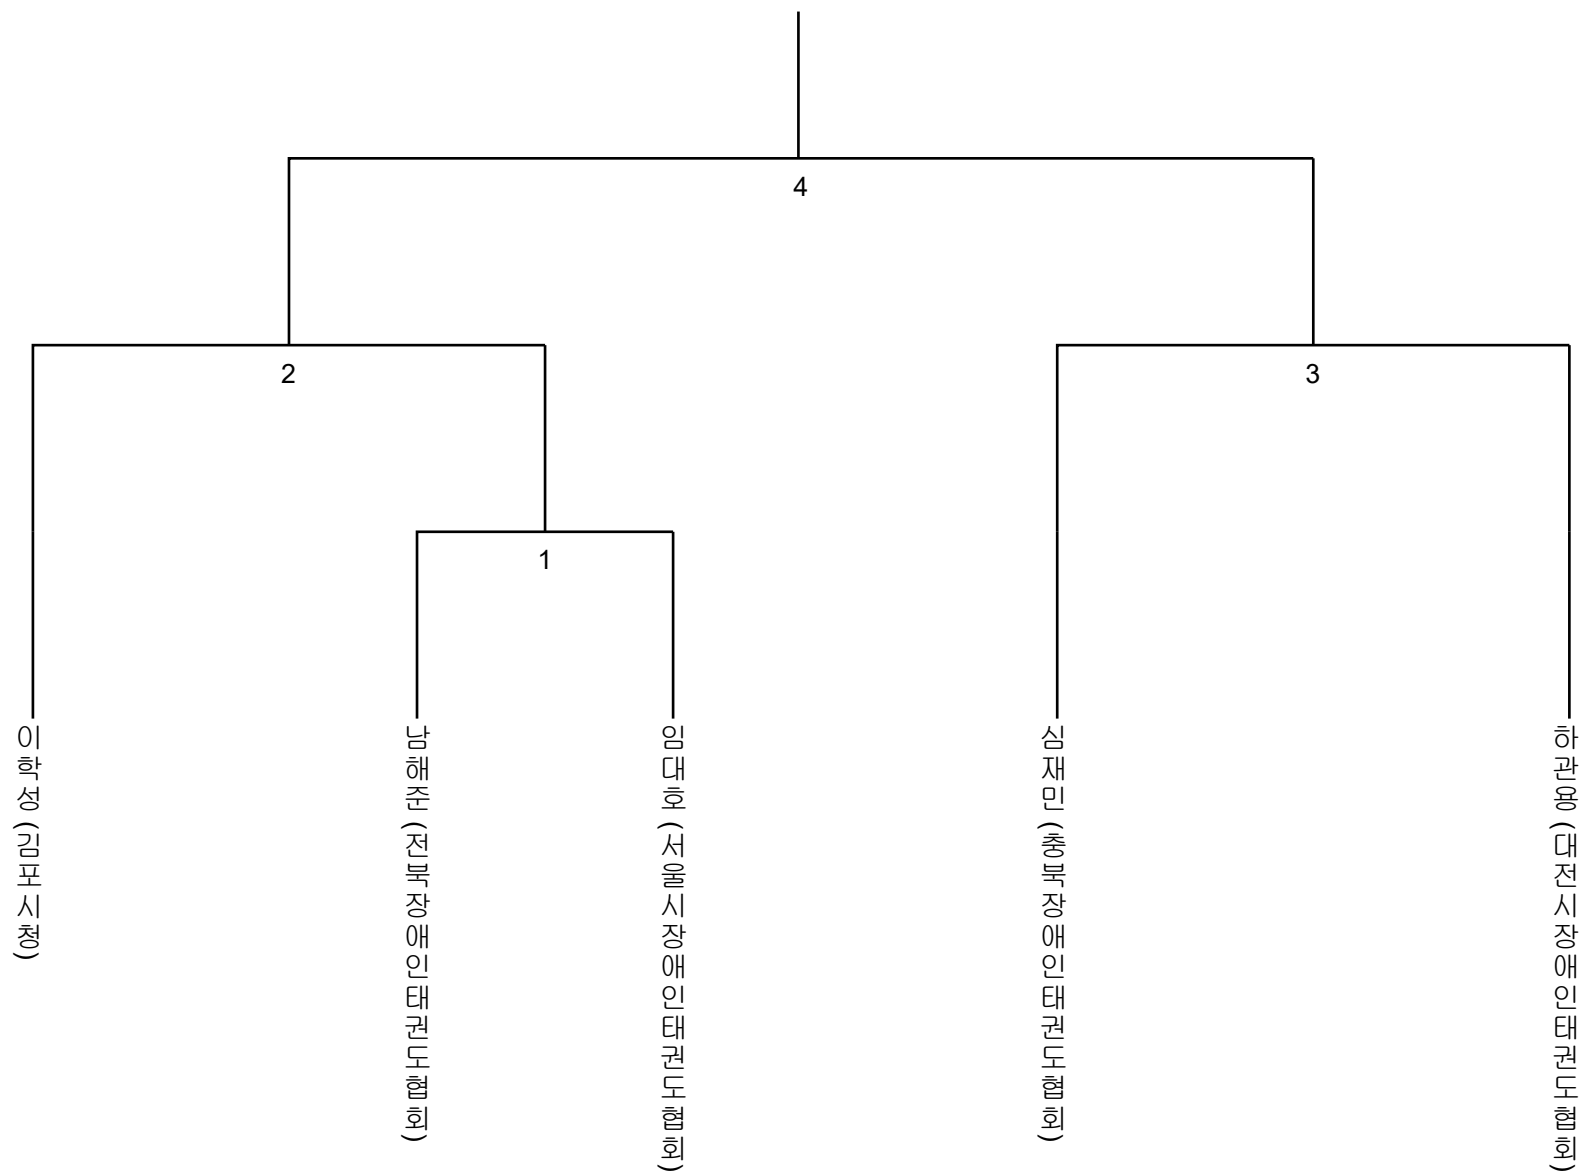 4
2
3
1
이학성 (김포시청)
남해준 (전북장애인태권도협회)
임대호 (서울시장애인태권도협회)
심재민 (충북장애인태권도협회)
하관용 (대전시장애인태권도협회)